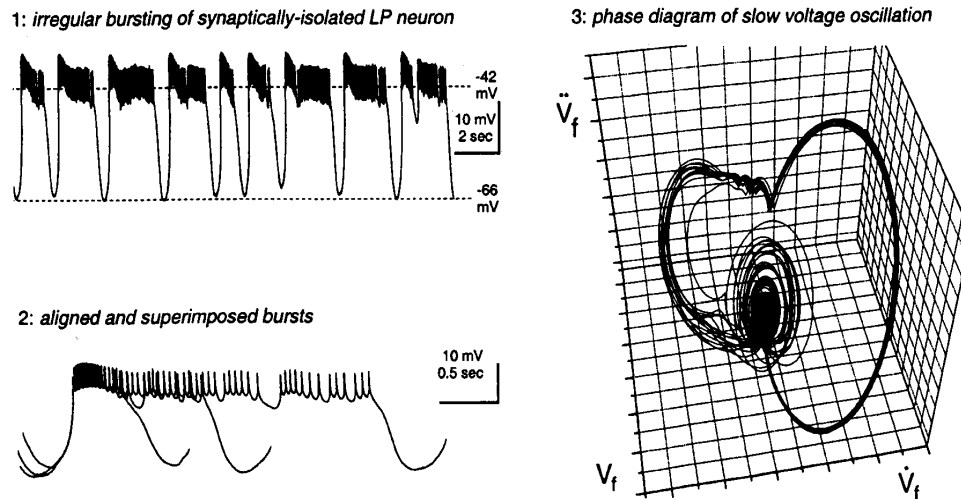 1: irregular bursting of synaptically-isolated LP neuron
-42
mV
10 mV
2 sec
-66
mV
2: aligned and superimposed bursts
10 mV
0.5 sec
3: phase diagram of slow voltage oscillation
V̈f
Vf
V̇f